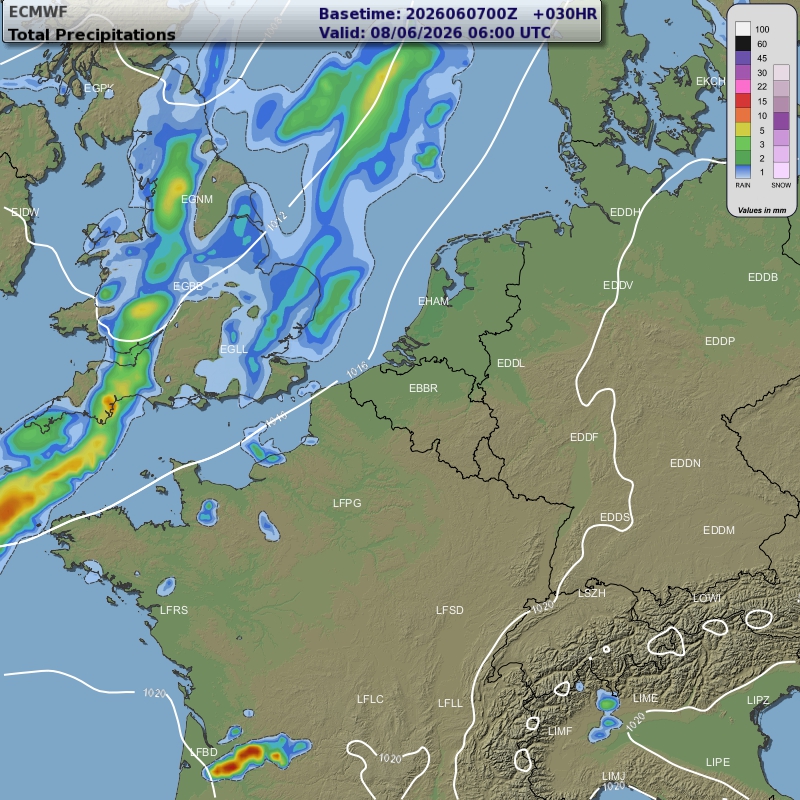 ECMWF
Basetime: 2026060700Z +030HR
Total Precipitations
Valid: 08/06/2026 06:00 UTC
100
60
45
30
22
15
10
5
3
2
1
RAIN SNOW
Values in mm
EKCH
EIDW
EGNM
EDDH
1012
EGBB
EDDV
EDDB
EHAM
EDDP
EGLL
EDDL
1016
EBBR
1016
EDDF
EDDN
LFPG
EDDS
EDDM
LSZH
LOWI
LFRS
LFSD
1020
1020
LFLC
LFLL
LIME
LIPZ
1020
LIMF
LFBD
1020
LIPE
LIMJ
1020